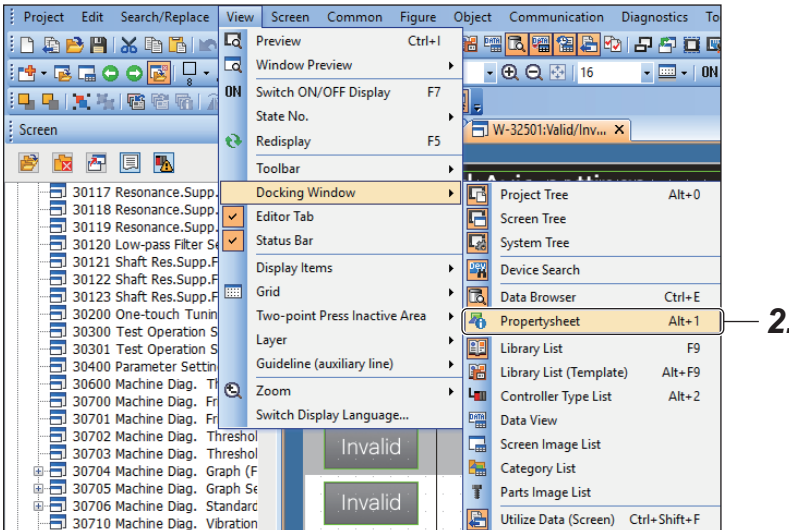 Project Edit Search/Replace View Screen Common Figure Object Communication Diagnostics To
Preview Ctrl+I
Window Preview
8
16
ON
ON Switch ON/OFF Display F7
State No.
Screen
Redisplay F5
W-32501:Valid/Inv... X
Toolbar
Docking Window
Editor Tab
Status Bar
Display Items
Grid
Two-point Press Inactive Area
Layer
Guideline (auxiliary line)
Zoom
Switch Display Language...
Project Tree Alt+0
Screen Tree
System Tree
Device Search
Data Browser Ctrl+E
Propertysheet Alt+1
2.
Library List F9
Library List (Template) Alt+F9
Controller Type List Alt+2
Data View
Screen Image List
Category List
Parts Image List
Utilize Data (Screen) Ctrl+Shift+F
30117 Resonance.Supp.
30118 Resonance.Supp.
30119 Resonance.Supp.
30120 Low-pass Filter Se
30121 Shaft Res.Supp.F
30122 Shaft Res.Supp.F
30123 Shaft Res.Supp.F
30200 One-touch Tunin
30300 Test Operation S
30301 Test Operation S
30400 Parameter Settin
30600 Machine Diag. Th
30700 Machine Diag. Fr
30701 Machine Diag. Fr
30702 Machine Diag. Threshol
30703 Machine Diag. Threshol
30704 Machine Diag. Graph (F
30705 Machine Diag. Graph Se
30706 Machine Diag. Standard
30710 Machine Diag. Vibration
Invalid
Invalid